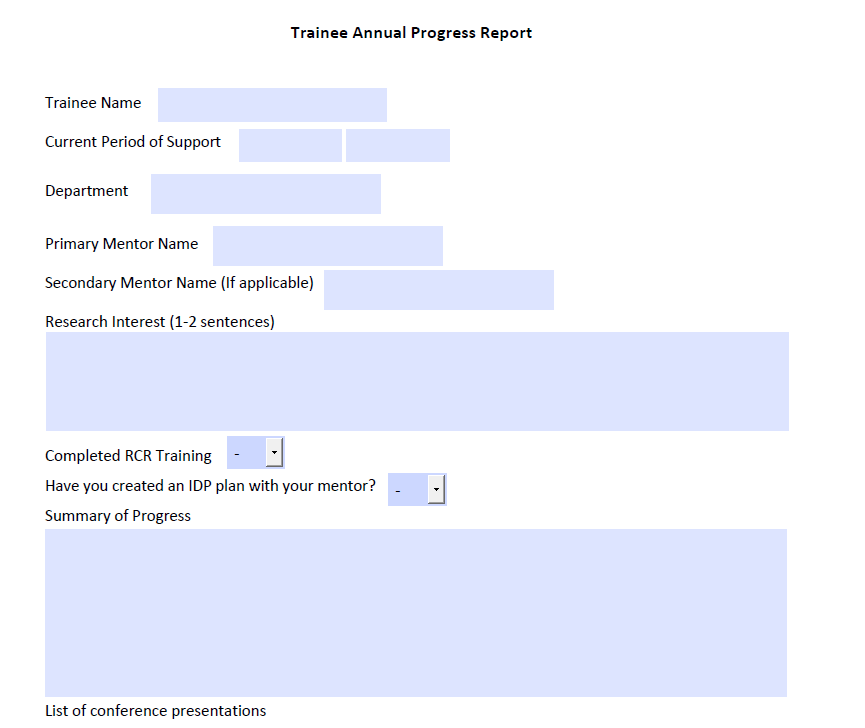 Trainee Annual Progress Report
Trainee Name
Current Period of Support
Department
Primary Mentor Name
Secondary Mentor Name (If applicable)
Research Interest (1-2 sentences)
Completed RCR Training -
Have you created an IDP plan with your mentor? -
Summary of Progress
List of conference presentations